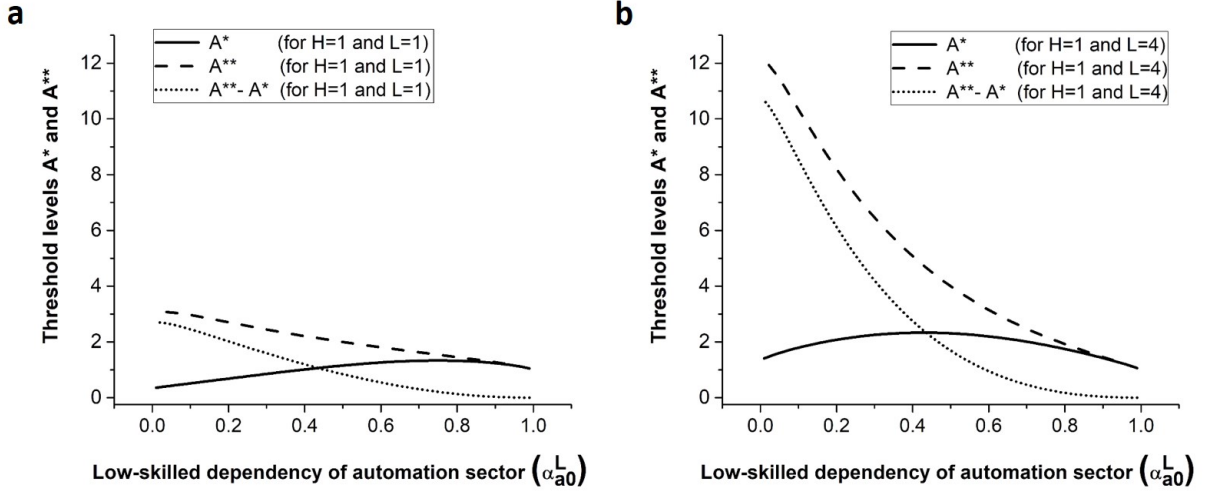 a
A* (for H=1 and L=1)
A** (for H=1 and L=1)
A**- A* (for H=1 and L=1)
Threshold levels A* and A**
12
10
8
6
4
2
0
0.0 0.2 0.4 0.6 0.8 1.0
Low-skilled dependency of automation sector (α^L_a0)
b
A* (for H=1 and L=4)
A** (for H=1 and L=4)
A**- A* (for H=1 and L=4)
Threshold levels A* and A**
12
10
8
6
4
2
0
0.0 0.2 0.4 0.6 0.8 1.0
Low-skilled dependency of automation sector (α^L_a0)